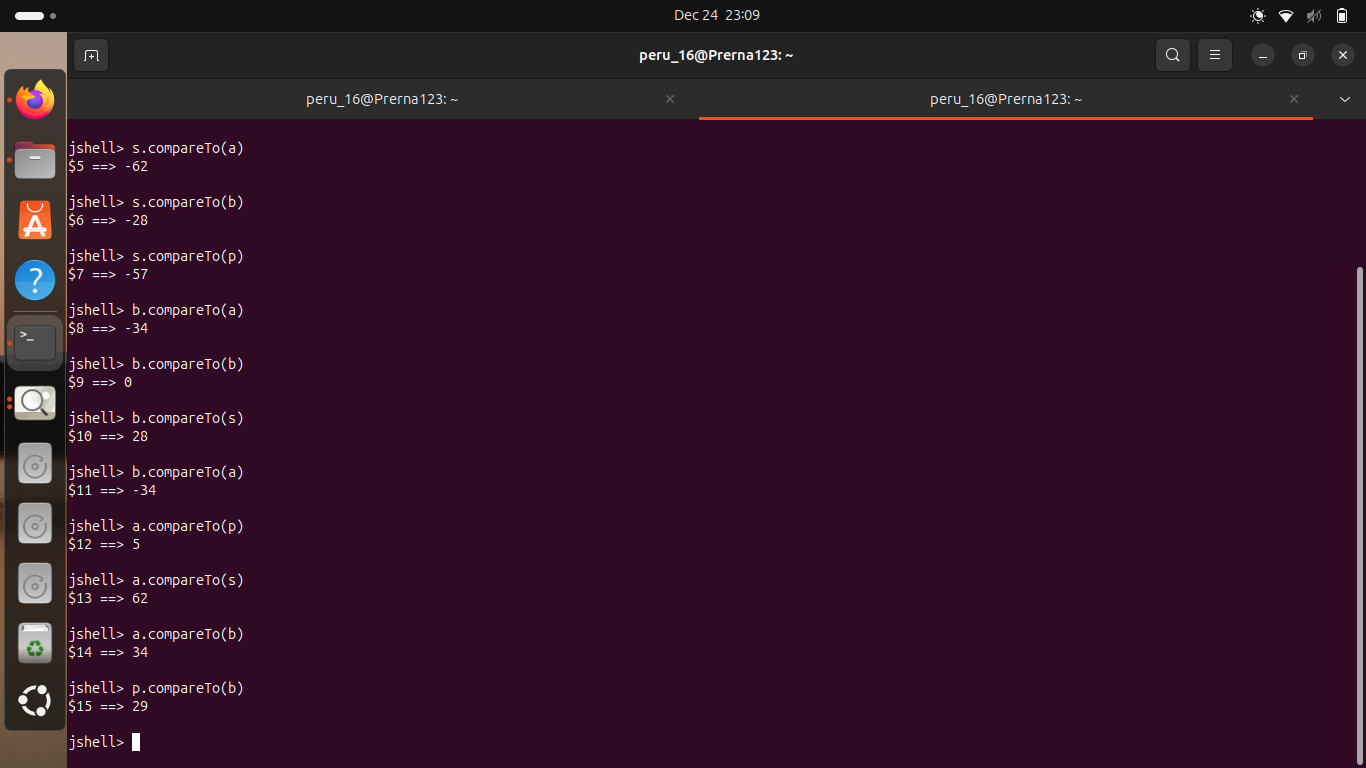 Dec 24 23:09
peru_16@Prerna123: ~
peru_16@Prerna123: ~
peru_16@Prerna123: ~
jshell> s.compareTo(a)
$5 ==> -62
jshell> s.compareTo(b)
$6 ==> -28
jshell> s.compareTo(p)
$7 ==> -57
jshell> b.compareTo(a)
$8 ==> -34
jshell> b.compareTo(b)
$9 ==> 0
jshell> b.compareTo(s)
$10 ==> 28
jshell> b.compareTo(a)
$11 ==> -34
jshell> a.compareTo(p)
$12 ==> 5
jshell> a.compareTo(s)
$13 ==> 62
jshell> a.compareTo(b)
$14 ==> 34
jshell> p.compareTo(b)
$15 ==> 29
jshell>